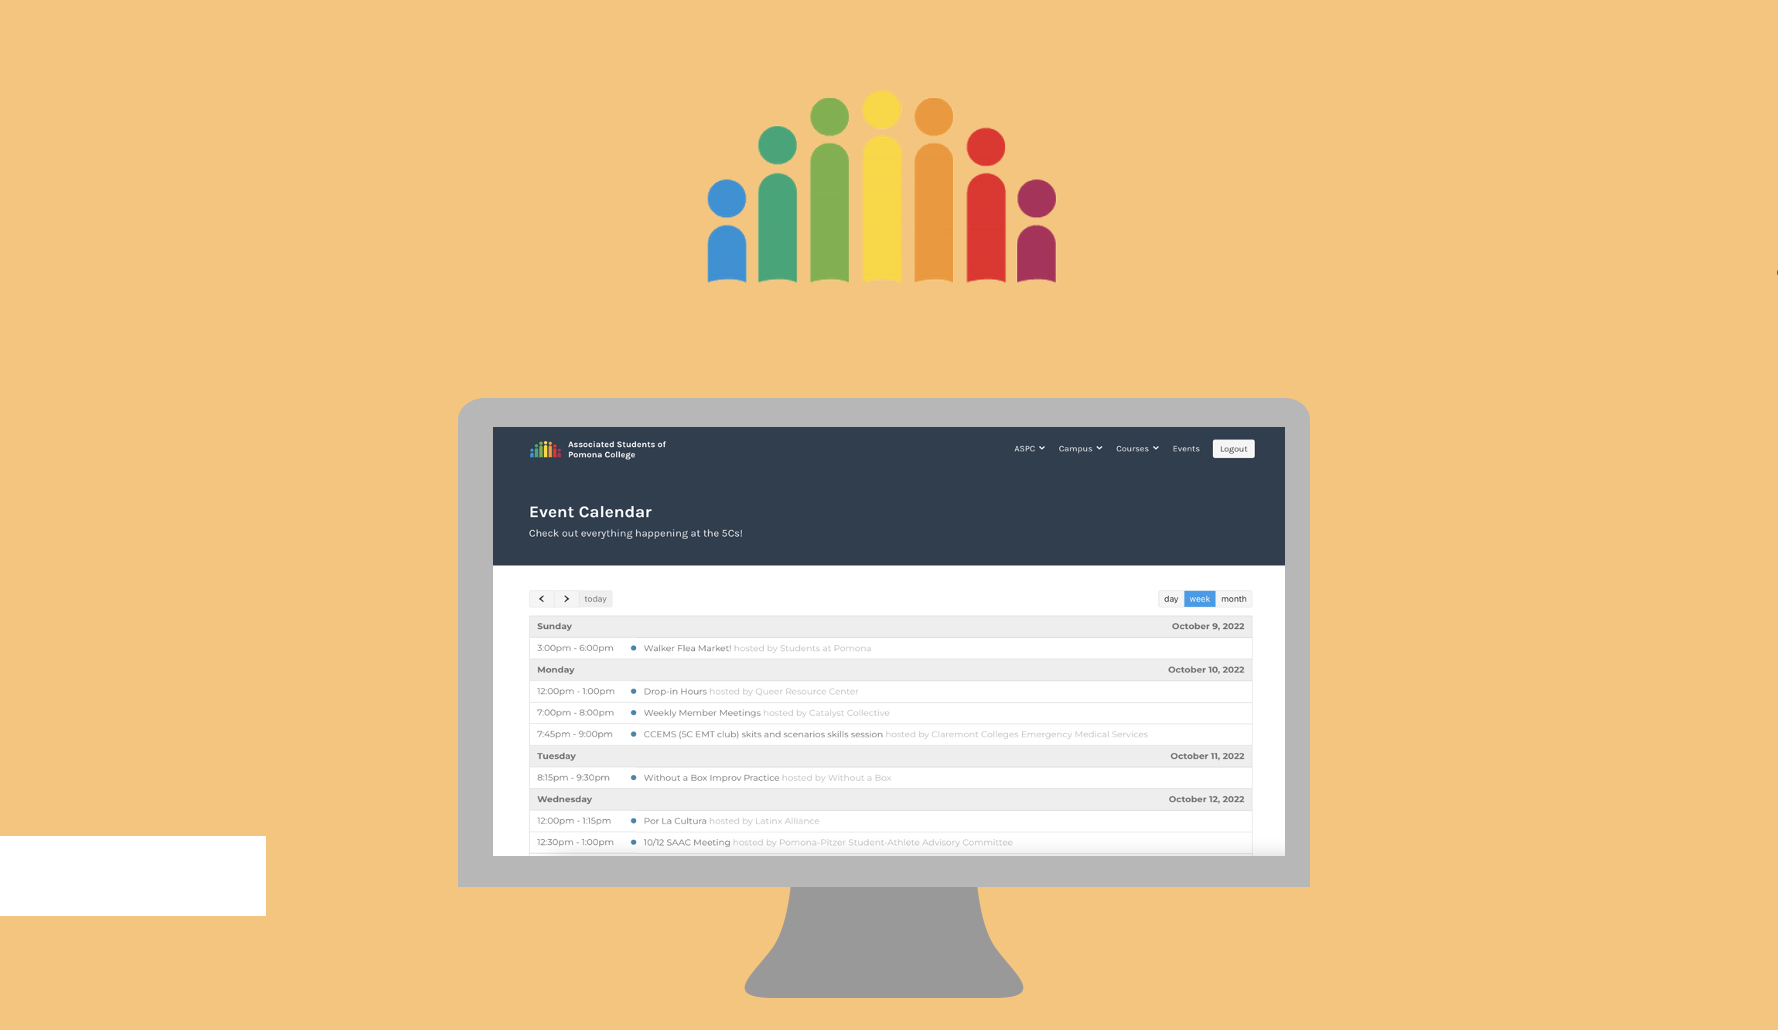 Associated Students of
Pomona College
ASPC Campus Courses Events Logout
Event Calendar
Check out everything happening at the 5Cs!
today day week month
Sunday October 9, 2022
3:00pm - 6:00pm Walker Flea Market! hosted by Students at Pomona
Monday October 10, 2022
12:00pm - 1:00pm Drop-in Hours hosted by Queer Resource Center
7:00pm - 8:00pm Weekly Member Meetings hosted by Catalyst Collective
7:45pm - 9:00pm CCEMS (5C EMT club) skits and scenarios skills session hosted by Claremont Colleges Emergency Medical Services
Tuesday October 11, 2022
8:15pm - 9:30pm Without a Box Improv Practice hosted by Without a Box
Wednesday October 12, 2022
12:00pm - 1:15pm Por La Cultura hosted by Latinx Alliance
12:30pm - 1:00pm 10/12 SAAC Meeting hosted by Pomona-Pitzer Student-Athlete Advisory Committee